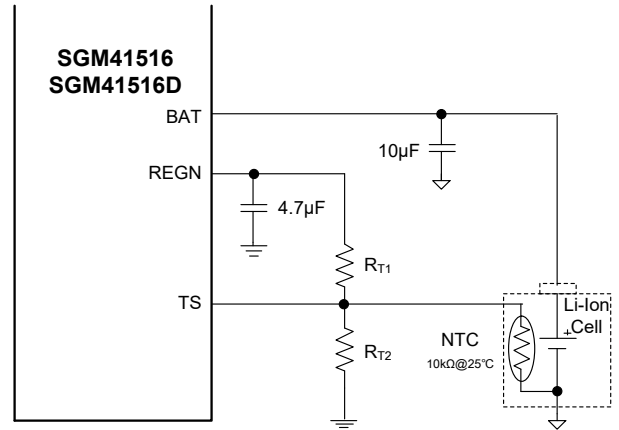 SGM41516
SGM41516D
BAT
10µF
REGN
4.7µF
RT1
TS
Li-Ion
Cell
+
NTC
10kΩ@25℃
RT2